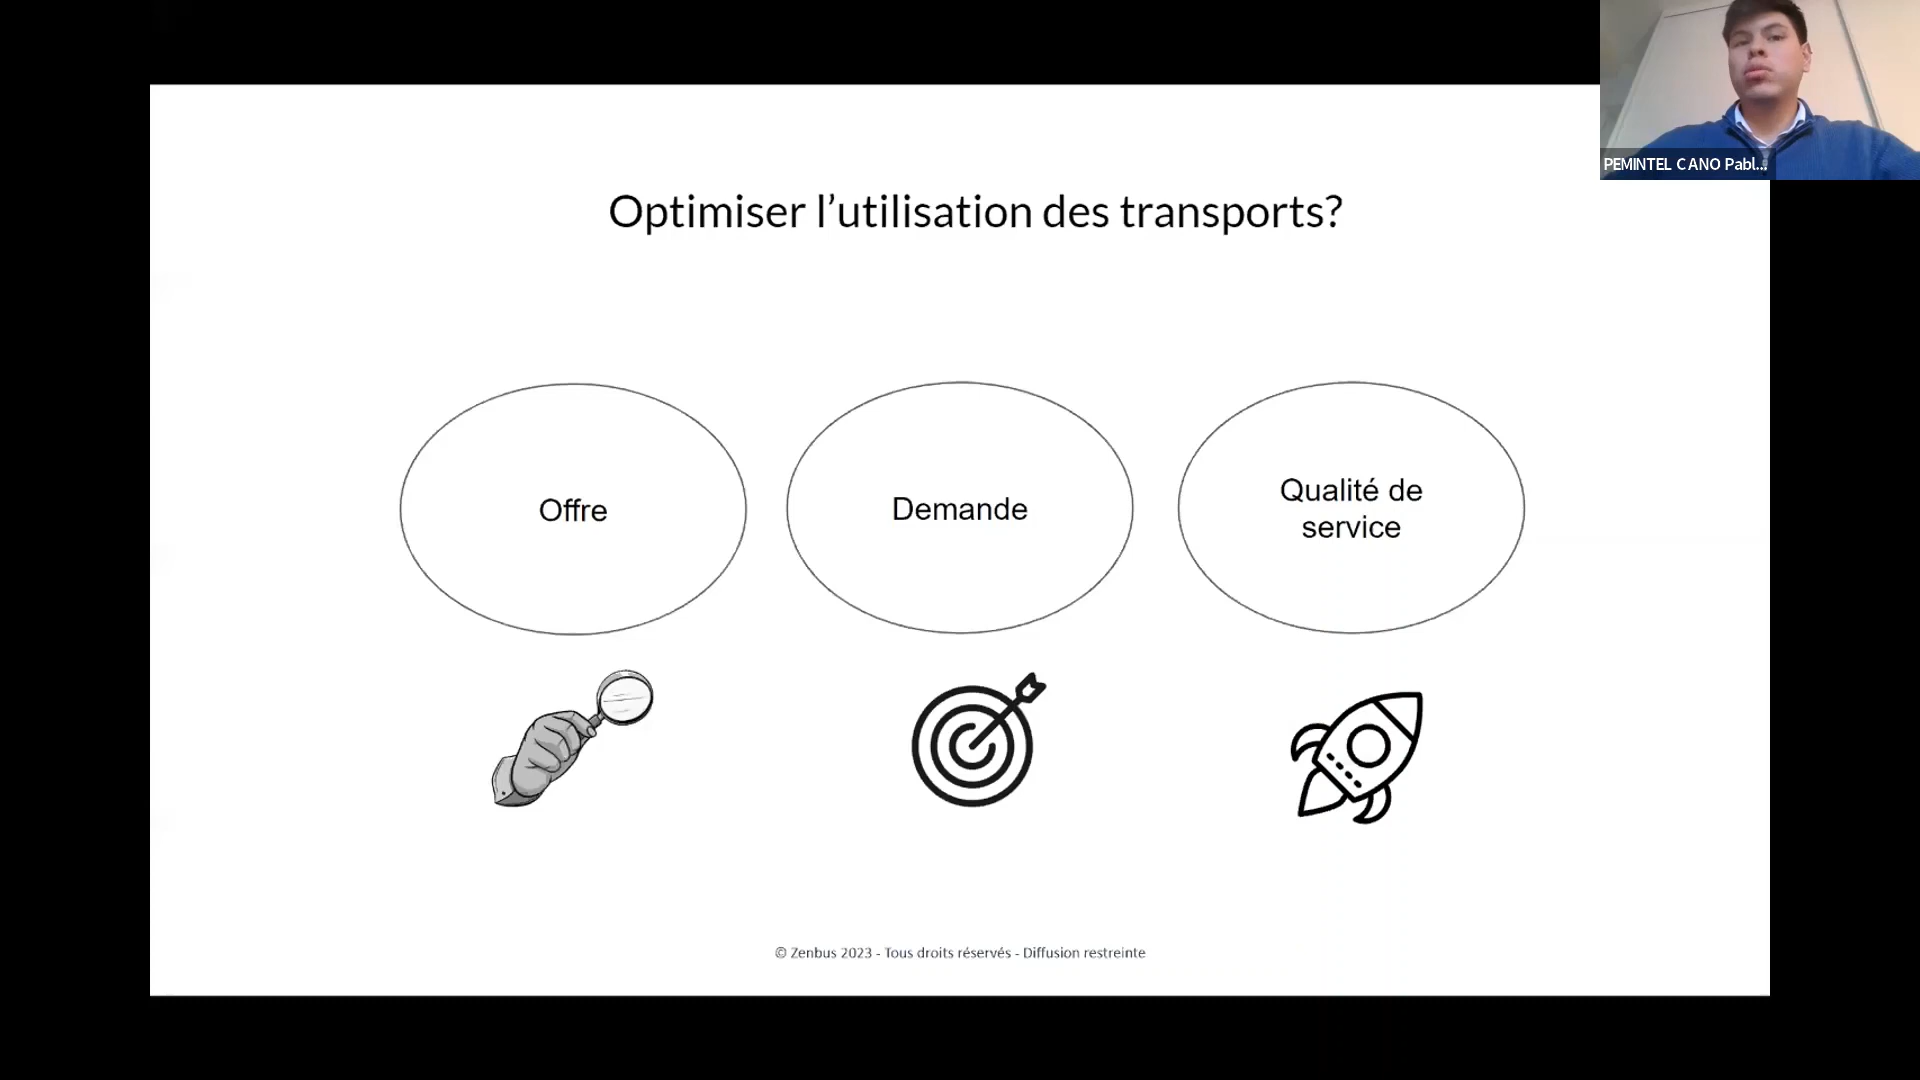 PEMINTEL CANO Pabl...
Optimiser l’utilisation des transports?
Offre
Demande
Qualité de
service
© Zenbus 2023 - Tous droits réservés - Diffusion restreinte